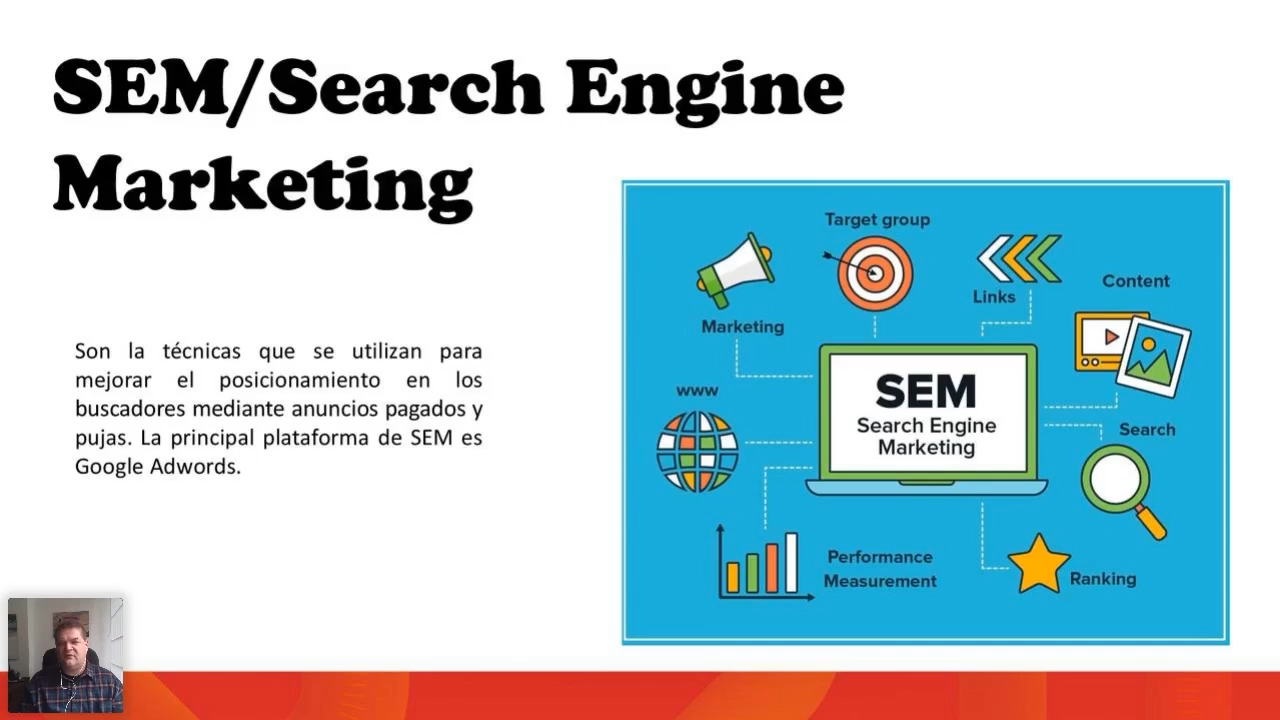 SEM/Search Engine
Marketing
Son la técnicas que se utilizan para
mejorar el posicionamiento en los
buscadores mediante anuncios pagados y
pujas. La principal plataforma de SEM es
Google Adwords.
Target group
Links
Content
Marketing
www
SEM
Search Engine
Marketing
Search
Performance
Measurement
Ranking